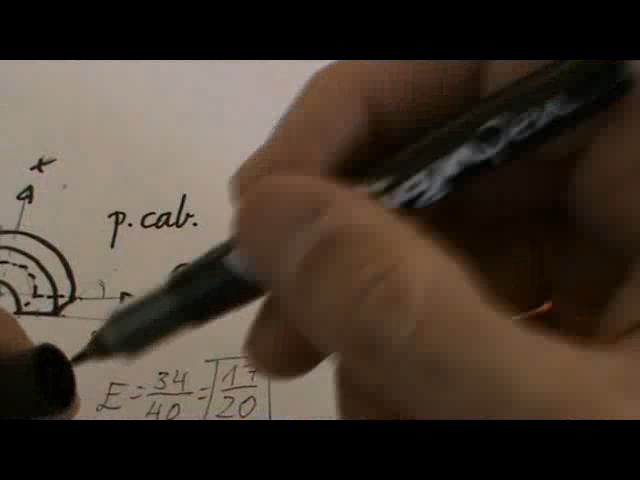 x
p. cab.
E = 34/40 = 17/20